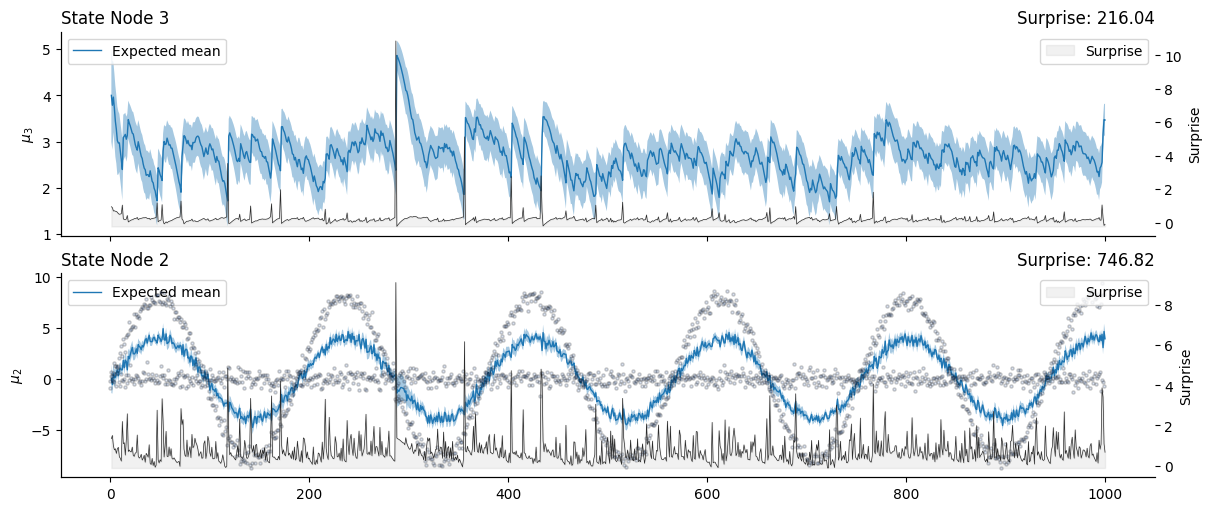 State Node 3
Surprise: 216.04
Expected mean
Surprise
5
4
3
2
1
μ3
10
8
6
4
2
0
Surprise
State Node 2
Surprise: 746.82
Expected mean
Surprise
10
5
0
−5
μ2
8
6
4
2
0
Surprise
0
200
400
600
800
1000